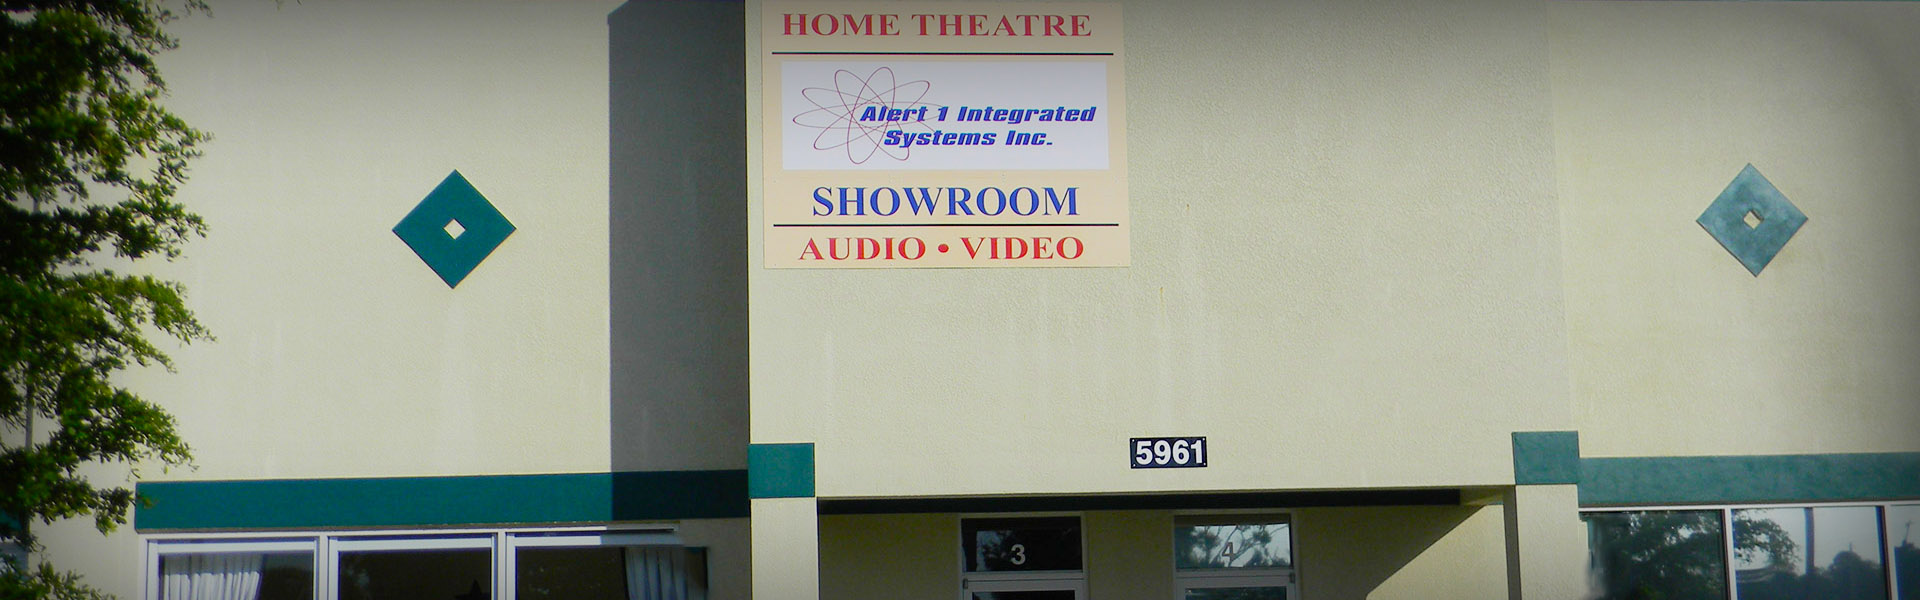 HOME THEATRE
Alert 1 Integrated
Systems Inc.
SHOWROOM
AUDIO • VIDEO
5961
3
4